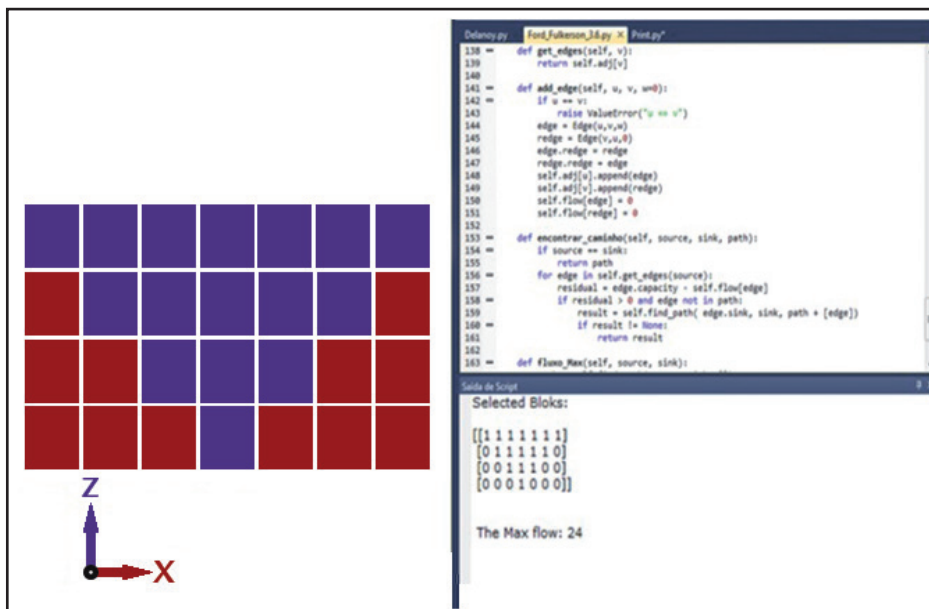 Z
X
Delanoy.py Ford_Fulkerson_3.6.py × Print.py*
138 def get_edges(self, v):
139 return self.adj[v]
140
141 def add_edge(self, u, v, w=0):
142 if u == v:
143 raise ValueError("u == v")
144 edge = Edge(u,v,w)
145 redge = Edge(v,u,0)
146 edge.redge = redge
147 redge.redge = edge
148 self.adj[u].append(edge)
149 self.adj[v].append(redge)
150 self.flow[edge] = 0
151 self.flow[redge] = 0
152
153 def encontrar_caminho(self, source, sink, path):
154 if source == sink:
155 return path
156 for edge in self.get_edges(source):
157 residual = edge.capacity - self.flow[edge]
158 if residual > 0 and edge not in path:
159 result = self.find_path( edge.sink, sink, path + [edge])
160 if result != None:
161 return result
162
163 def fluxo_Max(self, source, sink):
Saida de Script
Selected Bloks:
[[1 1 1 1 1 1 1]
[0 1 1 1 1 1 0]
[0 0 1 1 1 0 0]
[0 0 0 1 0 0 0]]
The Max flow: 24